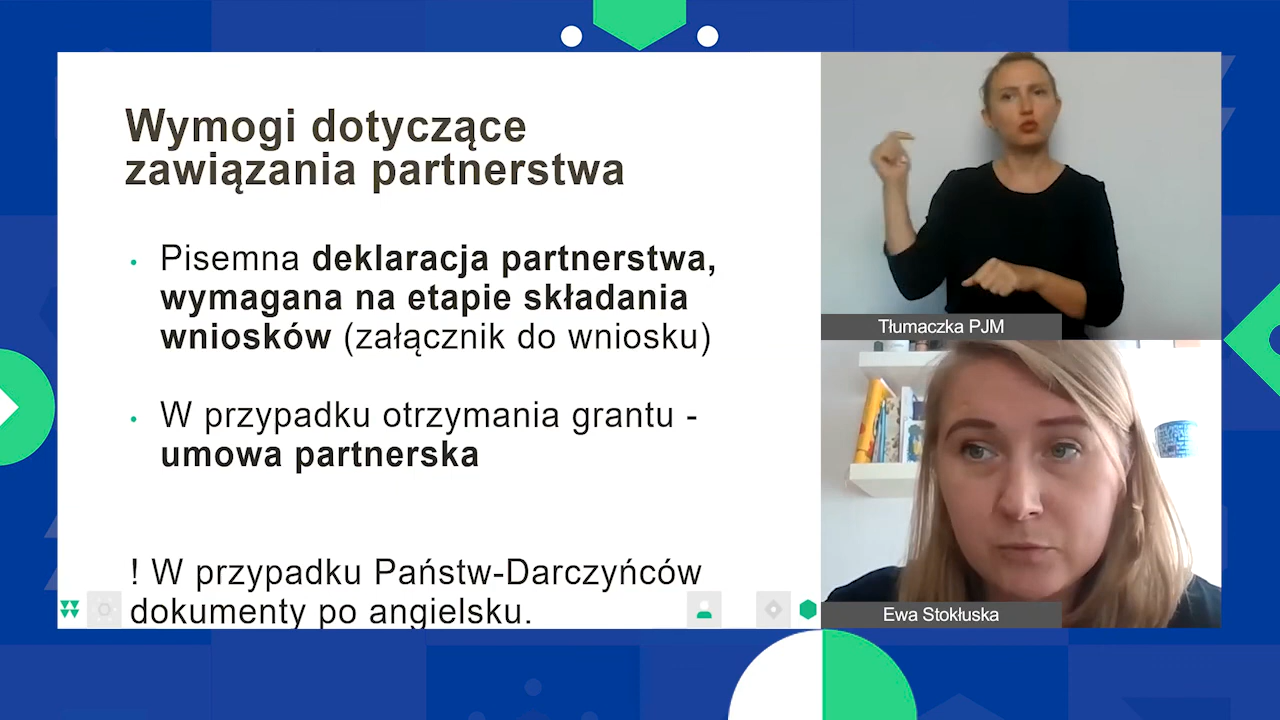 Wymogi dotyczące
zawiązania partnerstwa
• Pisemna deklaracja partnerstwa,
wymagana na etapie składania
wniosków (załącznik do wniosku)
• W przypadku otrzymania grantu -
umowa partnerska
! W przypadku Państw-Darczyńców
dokumenty po angielsku.
Tłumaczka PJM
Ewa Stokłuska